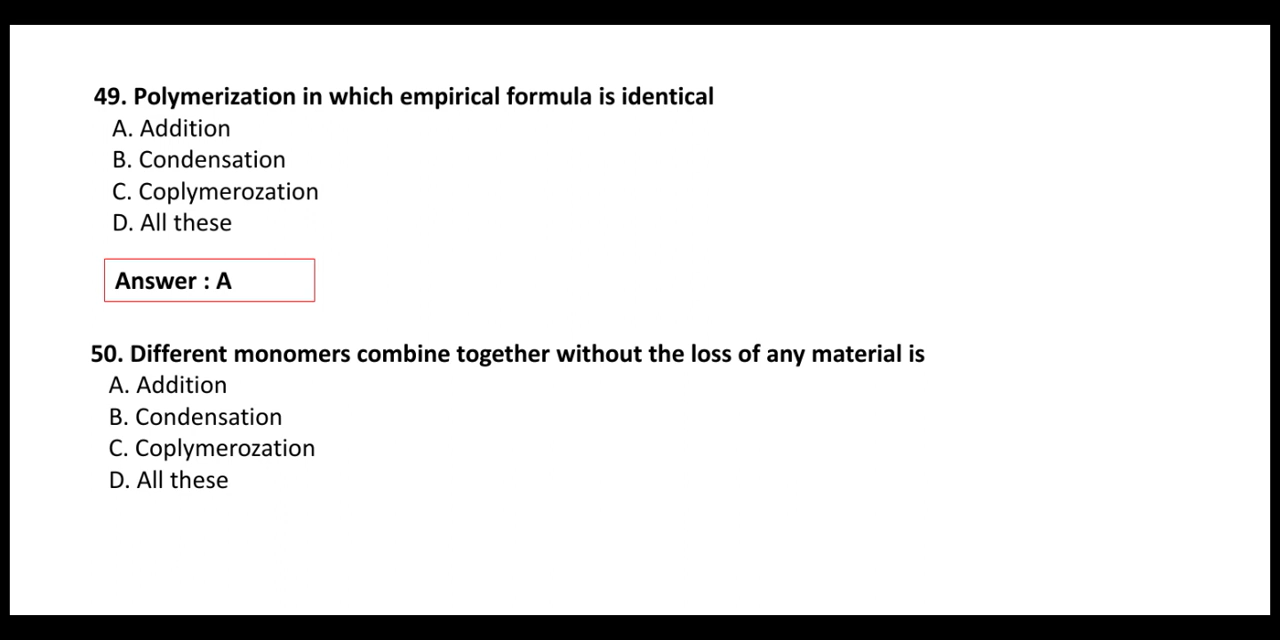 49. Polymerization in which empirical formula is identical
A. Addition
B. Condensation
C. Coplymerozation
D. All these
Answer : A
50. Different monomers combine together without the loss of any material is
A. Addition
B. Condensation
C. Coplymerozation
D. All these